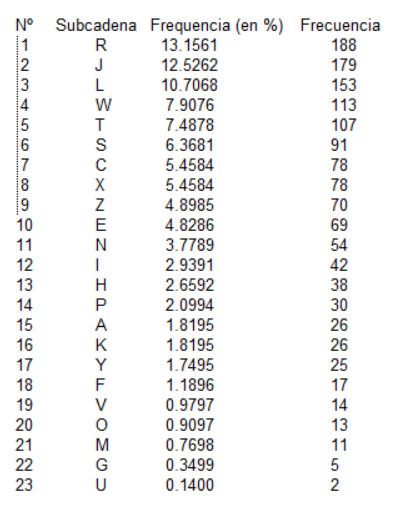 Nº Subcadena Frequencia (en %) Frecuencia
1 R 13.1561 188
2 J 12.5262 179
3 L 10.7068 153
4 W 7.9076 113
5 T 7.4878 107
6 S 6.3681 91
7 C 5.4584 78
8 X 5.4584 78
9 Z 4.8985 70
10 E 4.8286 69
11 N 3.7789 54
12 I 2.9391 42
13 H 2.6592 38
14 P 2.0994 30
15 A 1.8195 26
16 K 1.8195 26
17 Y 1.7495 25
18 F 1.1896 17
19 V 0.9797 14
20 O 0.9097 13
21 M 0.7698 11
22 G 0.3499 5
23 U 0.1400 2